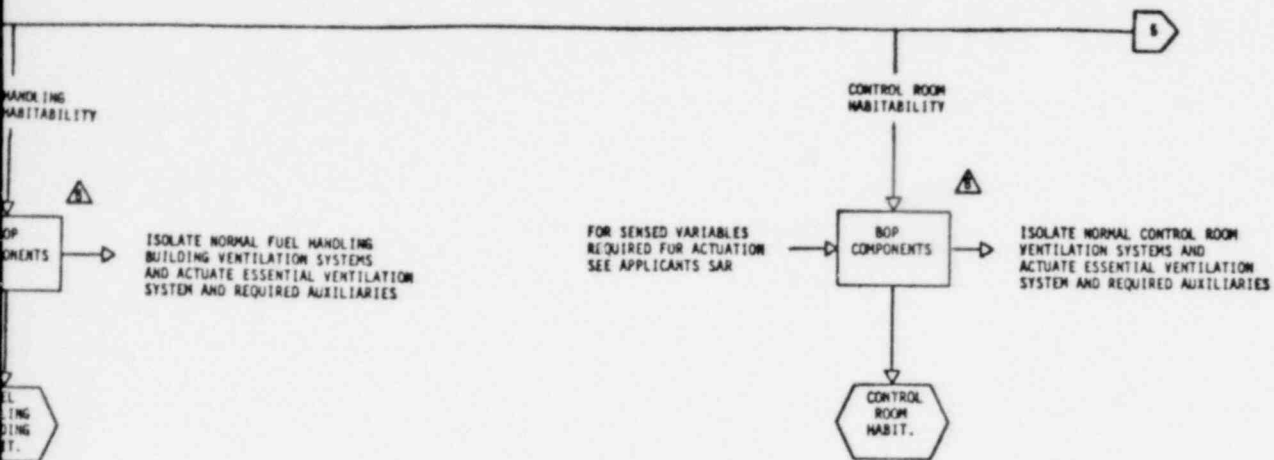 HANDLING
HABITABILITY
CONTROL ROOM
HABITABILITY
ISOLATE NORMAL FUEL HANDLING
BUILDING VENTILATION SYSTEMS
AND ACTUATE ESSENTIAL VENTILATION
SYSTEM AND REQUIRED AUXILIARIES
FOR SENSED VARIABLES
REQUIRED FUR ACTUATION
SEE APPLICANTS SAR
BOP
COMPONENTS
ISOLATE NORMAL CONTROL ROOM
VENTILATION SYSTEMS AND
ACTUATE ESSENTIAL VENTILATION
SYSTEM AND REQUIRED AUXILIARIES
CONTROL
ROOM
HABIT.